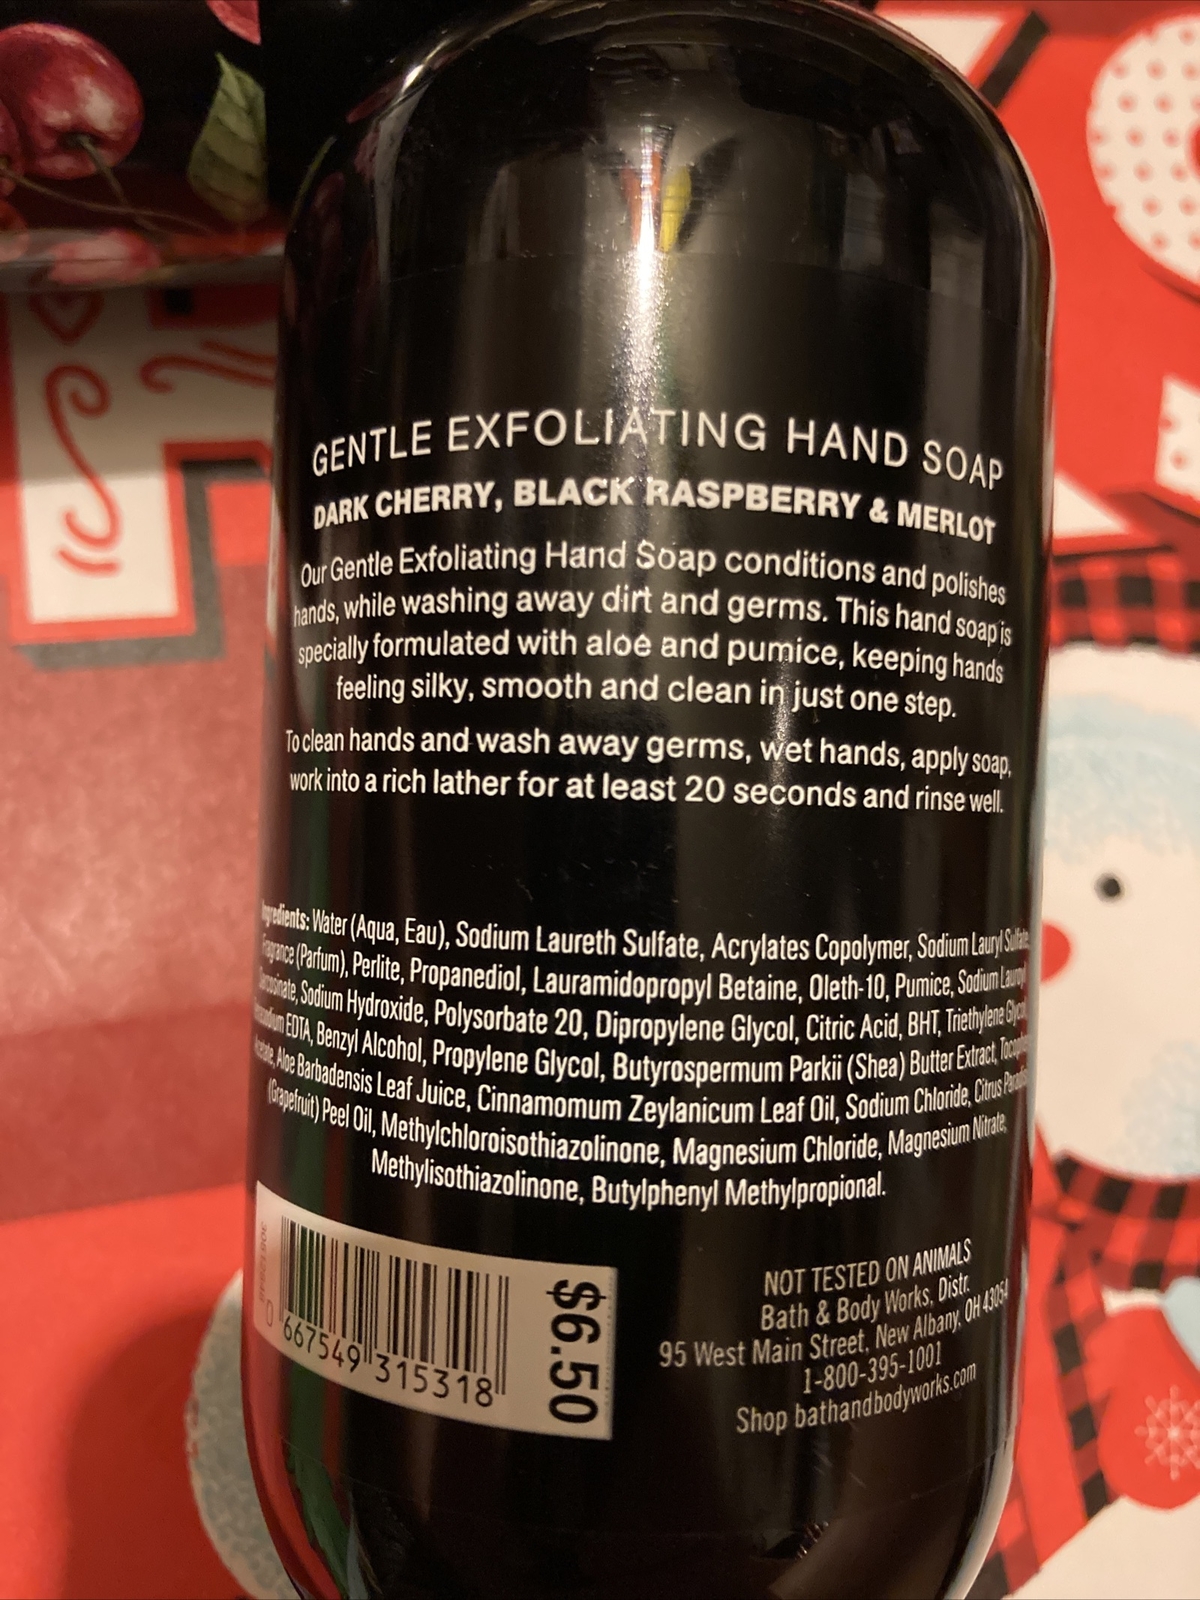 GENTLE EXFOLIATING HAND SOAP
DARK CHERRY, BLACK RASPBERRY & MERLOT
Our Gentle Exfoliating Hand Soap conditions and polishes
hands, while washing away dirt and germs. This hand soap is
specially formulated with aloe and pumice, keeping hands
feeling silky, smooth and clean in just one step.
To clean hands and wash away germs, wet hands, apply soap,
work into a rich lather for at least 20 seconds and rinse well.
Ingredients: Water (Aqua, Eau), Sodium Laureth Sulfate, Acrylates Copolymer, Sodium Lauryl Sulfate,
Fragrance (Parfum), Perlite, Propanediol, Lauramidopropyl Betaine, Oleth-10, Pumice, Sodium Lauroyl
Sarcosinate, Sodium Hydroxide, Polysorbate 20, Dipropylene Glycol, Citric Acid, BHT, Triethylene Glycol,
EDTA, Benzyl Alcohol, Propylene Glycol, Butyrospermum Parkii (Shea) Butter Extract,
Acetate, Aloe Barbadensis Leaf Juice, Cinnamomum Zeylanicum Leaf Oil, Sodium Chloride, Citrus
(Grapefruit) Peel Oil, Methylchloroisothiazolinone, Magnesium Chloride, Magnesium Nitrate,
Methylisothiazolinone, Butylphenyl Methylpropional.
$6.50
0 667549 315318
NOT TESTED ON ANIMALS
Bath & Body Works, Distr.
95 West Main Street, New Albany, OH 43054
1-800-395-1001
Shop bathandbodyworks.com